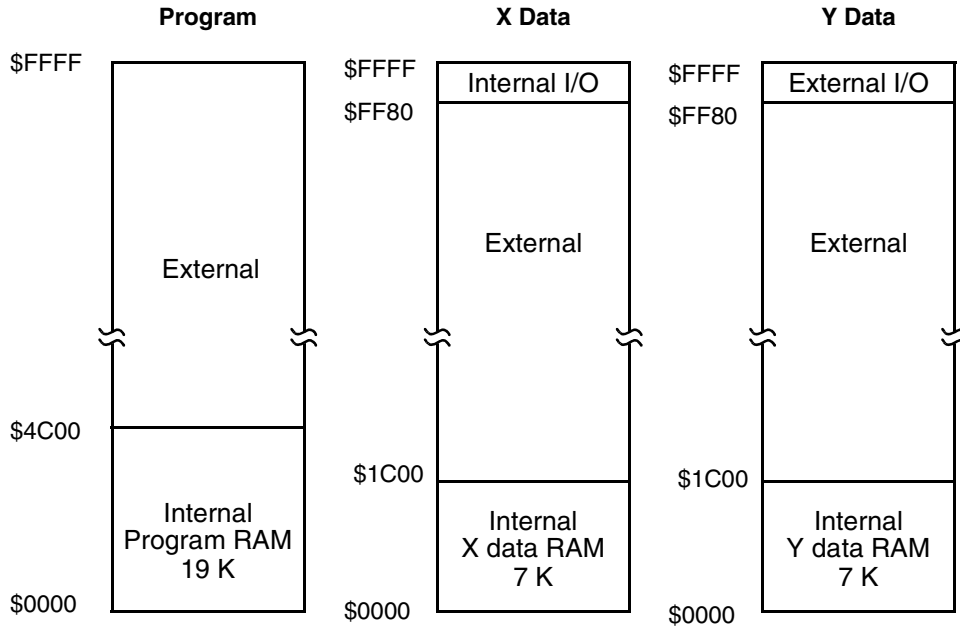 Program
$FFFF
External
$4C00
Internal
Program RAM
19 K
$0000
X Data
$FFFF
Internal I/O
$FF80
External
$1C00
Internal
X data RAM
7 K
$0000
Y Data
$FFFF
External I/O
$FF80
External
$1C00
Internal
Y data RAM
7 K
$0000